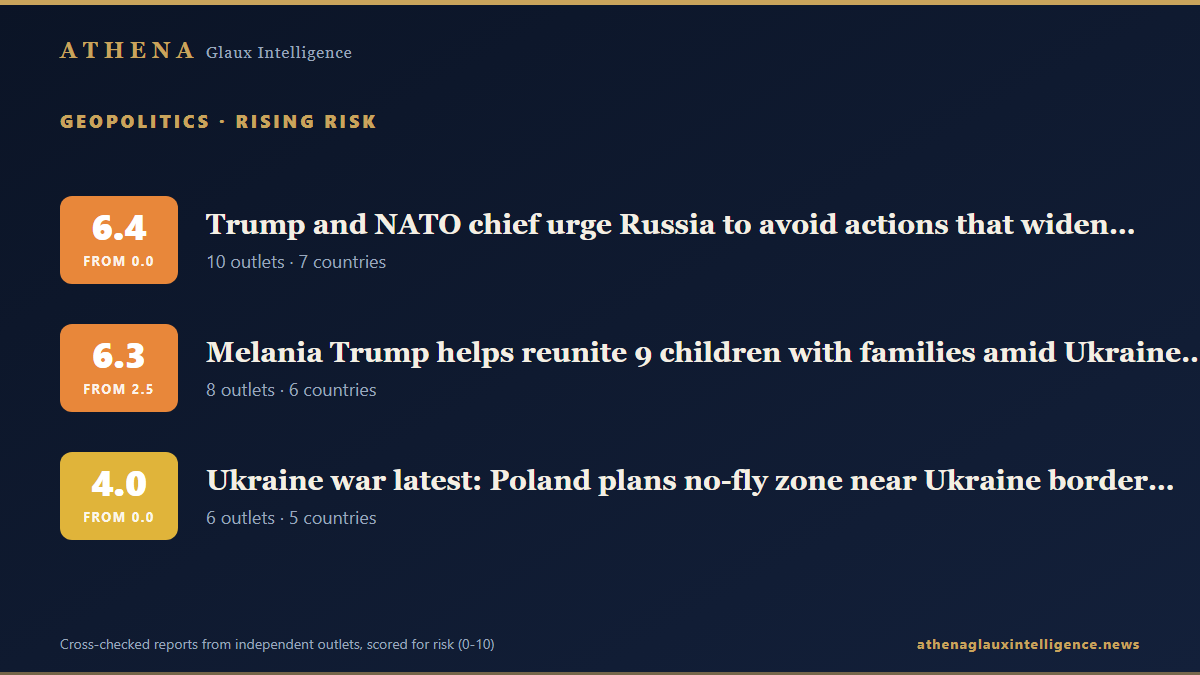 ATHENA Glaux Intelligence
GEOPOLITICS · RISING RISK
6.4
FROM 0.0
Trump and NATO chief urge Russia to avoid actions that widen...
10 outlets · 7 countries
6.3
FROM 2.5
Melania Trump helps reunite 9 children with families amid Ukraine..
8 outlets · 6 countries
4.0
FROM 0.0
Ukraine war latest: Poland plans no-fly zone near Ukraine border...
6 outlets · 5 countries
Cross-checked reports from independent outlets, scored for risk (0-10)
athenaglauxintelligence.news